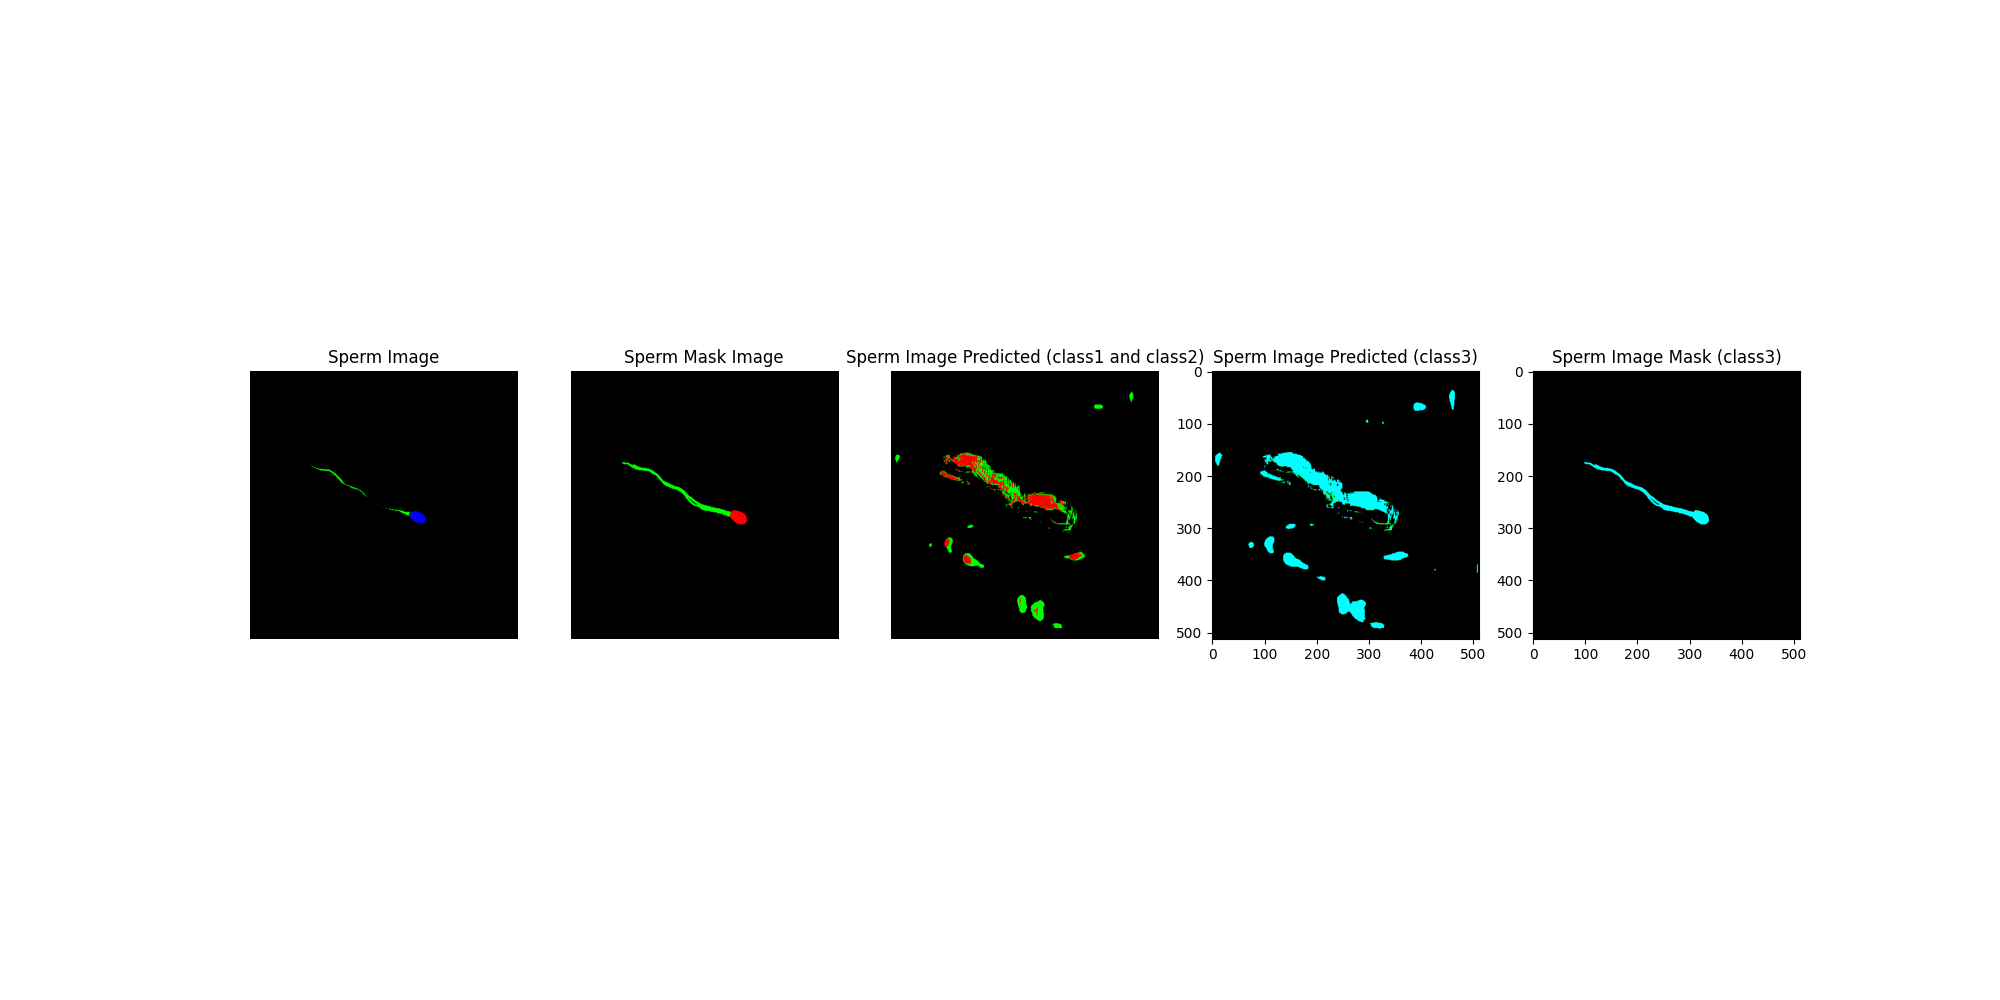 Sperm Image
Sperm Mask Image
Sperm Image Predicted (class1 and class2)
Sperm Image Predicted (class3)
Sperm Image Mask (class3)
0
100
200
300
400
500
0 100 200 300 400 500
0
100
200
300
400
500
0 100 200 300 400 500